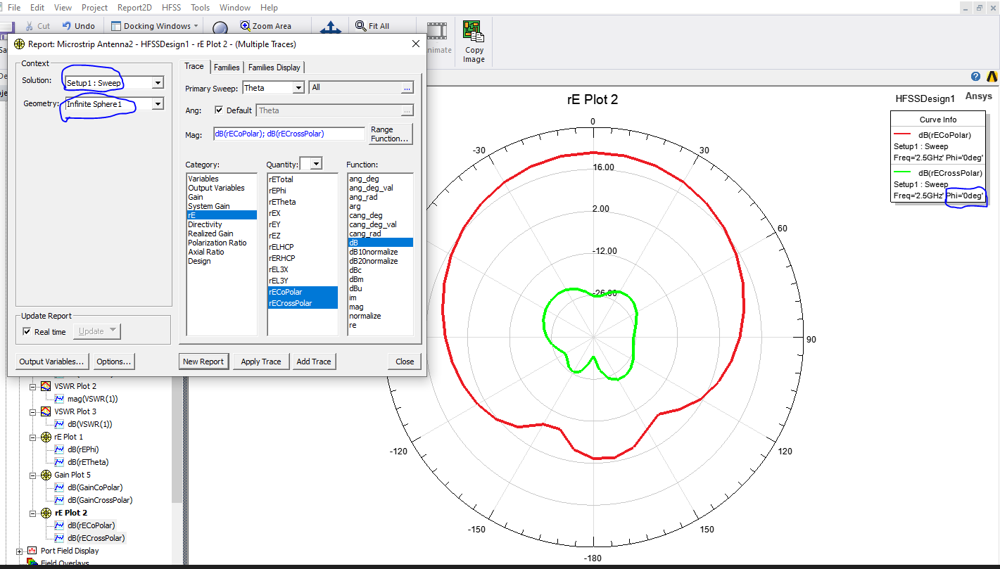 File Edit View Project Report2D HFSS Tools Window Help
Cut Undo Docking Windows Zoom Area Fit All
Copy
Image
Report: Microstrip Antenna2 - HFSSDesign1 - rE Plot 2 - (Multiple Traces)
Context
Solution: Setup1 : Sweep
Geometry: Infinite Sphere1
Trace Families Families Display
Primary Sweep: Theta All ...
Ang: Default Theta ...
Mag: dB(rECoPolar); dB(rECrossPolar)
Range
Function...
Category:
Variables
Output Variables
Gain
System Gain
rE
Directivity
Realized Gain
Polarization Ratio
Axial Ratio
Design
Quantity:
rETotal
rEPhi
rETheta
rEX
rEY
rEZ
rELHCP
rERHCP
rEL3X
rEL3Y
rECoPolar
rECrossPolar
Function:
ang_deg
ang_deg_val
ang_rad
arg
cang_deg
cang_deg_val
cang_rad
dB
dB10normalize
dB20normalize
dBc
dBm
dBu
im
mag
normalize
re
Update Report
Real time Update
Output Variables... Options... New Report Apply Trace Add Trace Close
VSWR Plot 2
mag(VSWR(1))
VSWR Plot 3
dB(VSWR(1))
rE Plot 1
dB(rEPhi)
dB(rETheta)
Gain Plot 5
dB(GainCoPolar)
dB(GainCrossPolar)
rE Plot 2
dB(rECoPolar)
dB(rECrossPolar)
Port Field Display
Field Overlays
rE Plot 2
HFSSDesign1
Ansys
Curve Info
dB(rECoPolar)
Setup1 : Sweep
Freq='2.5GHz' Phi='0deg'
dB(rECrossPolar)
Setup1 : Sweep
Freq='2.5GHz' Phi='0deg'
0
-30
30
60
90
120
150
-180
-150
-120
16.00
2.00
-12.00
-26.00